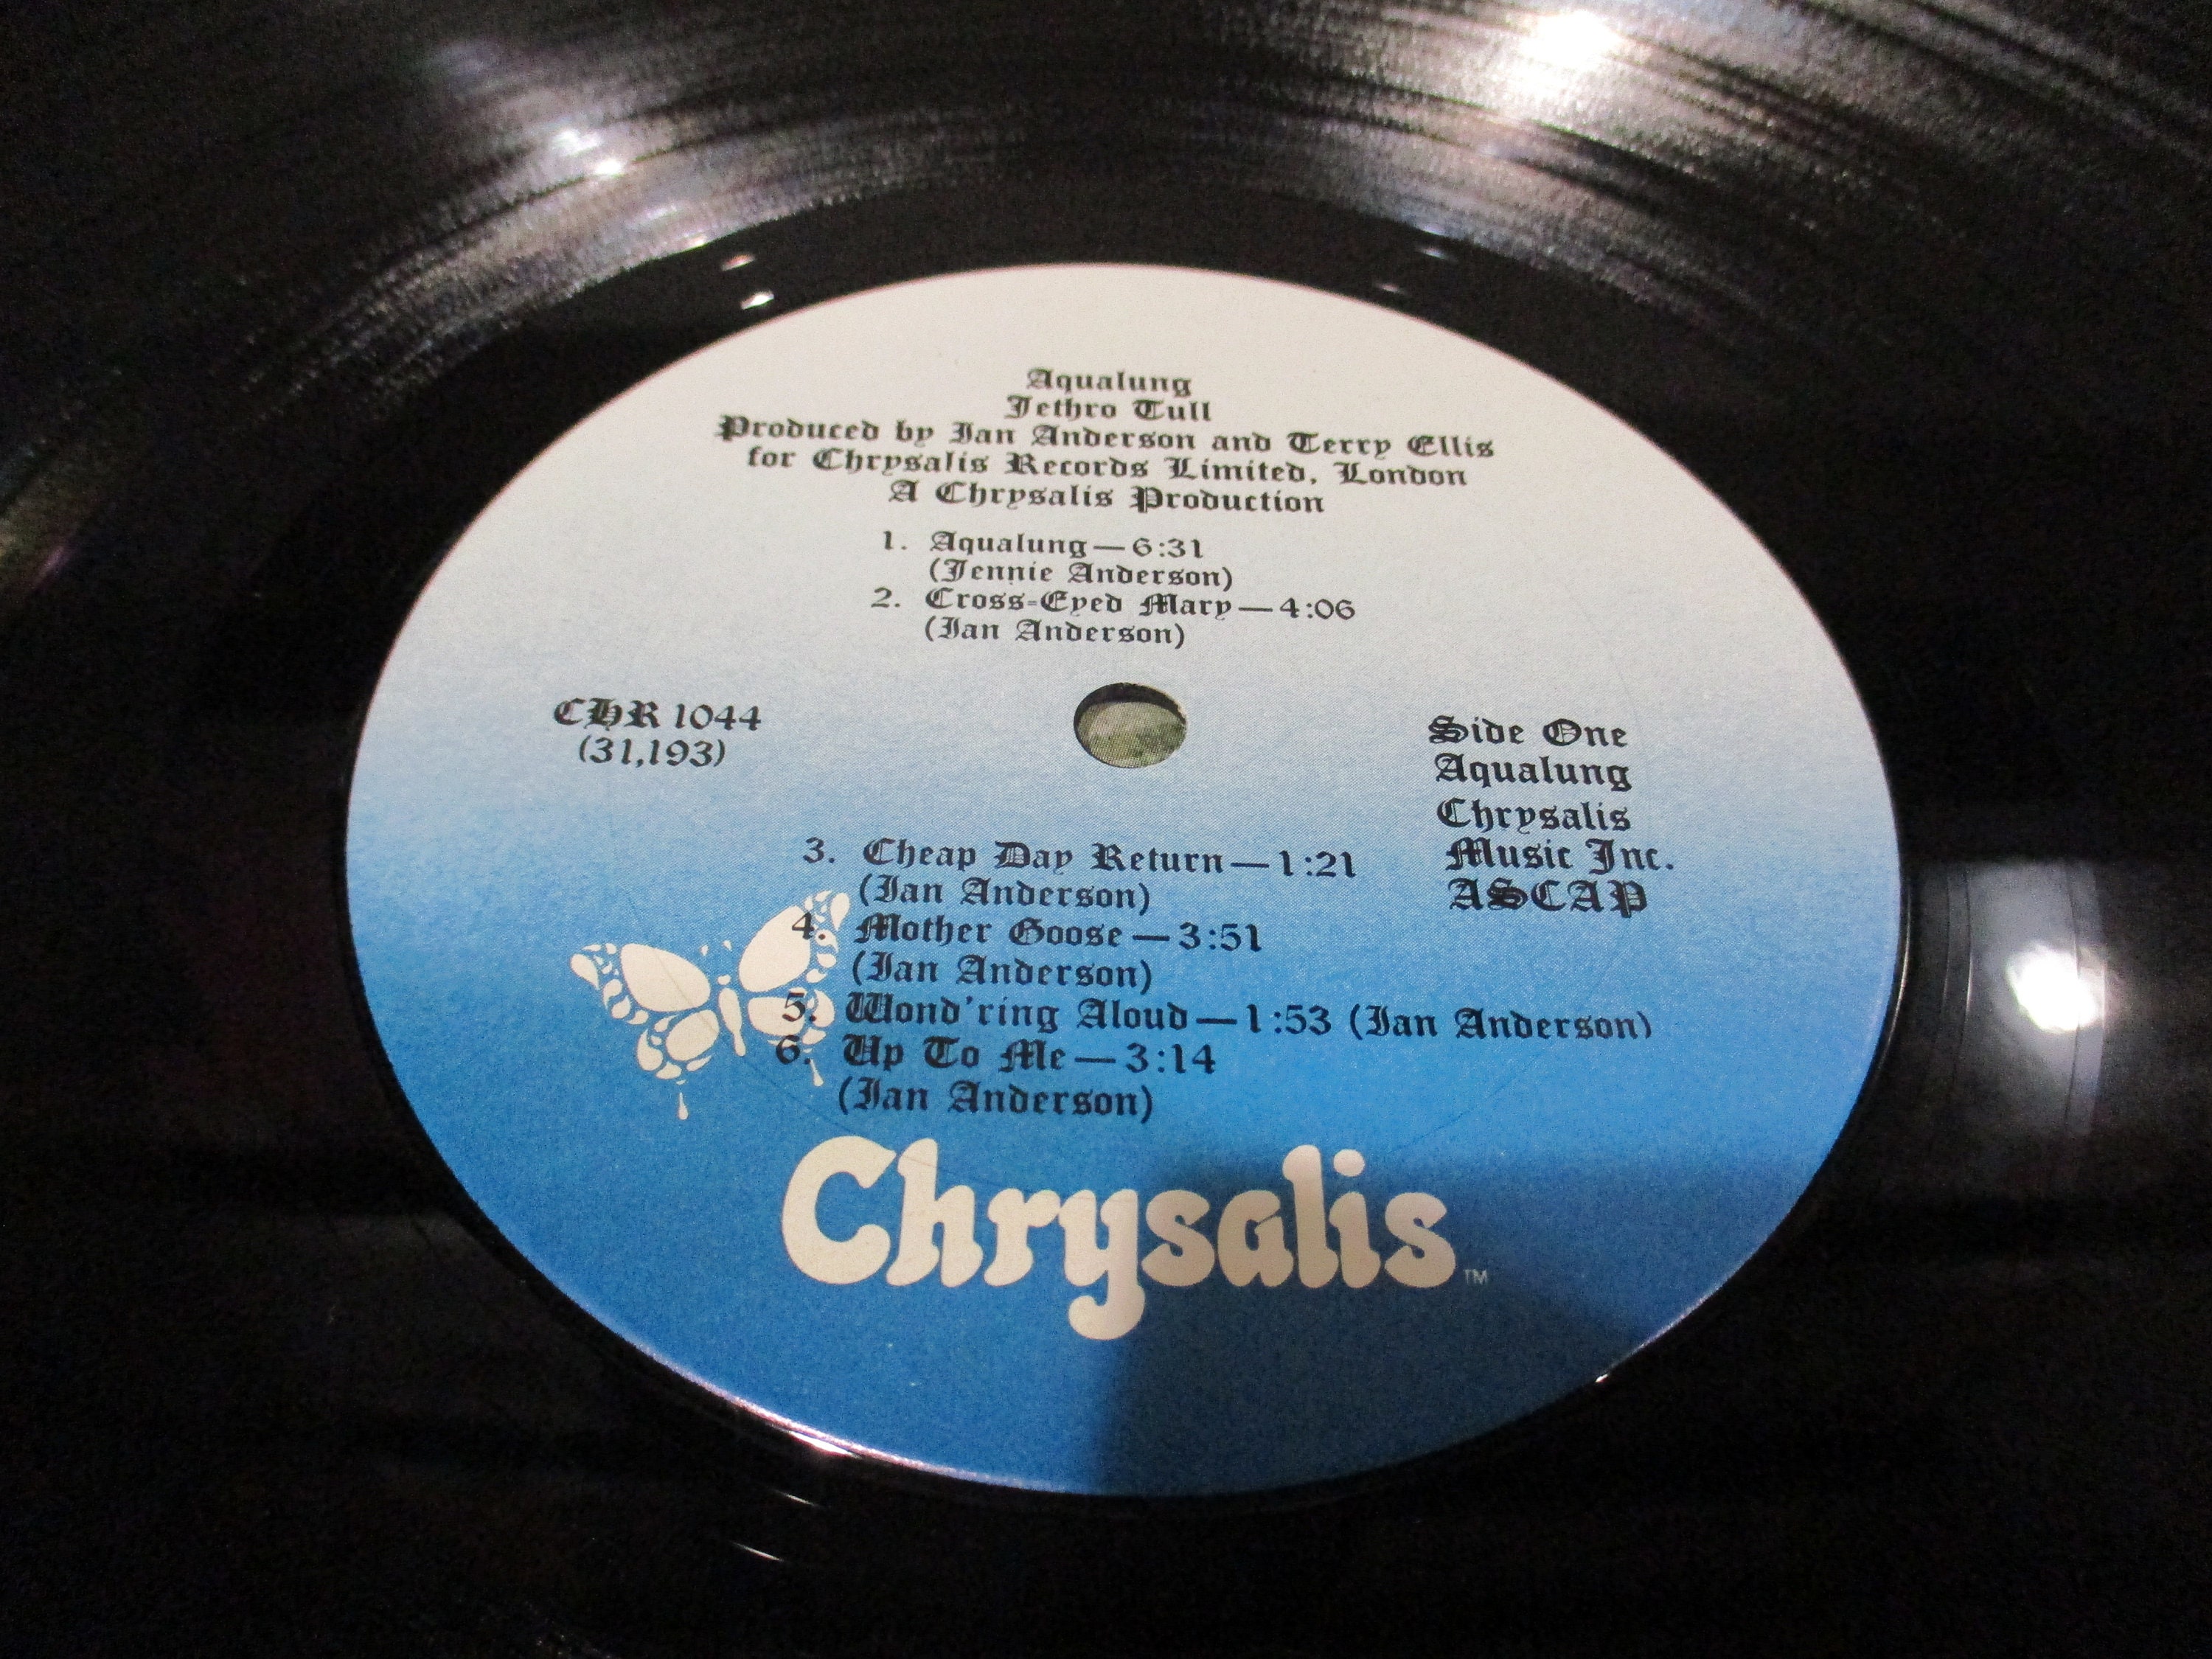 Aqualung
Jethro Tull
Produced by Ian Anderson and Terry Ellis
for Chrysalis Records Limited, London
A Chrysalis Production
1. Aqualung—6:31
(Jennie Anderson)
2. Cross-Eyed Mary—4:06
(Ian Anderson)
CHR 1044
(31,193)
Side One
Aqualung
Chrysalis
Music Inc.
ASCAP
3. Cheap Day Return—1:21
(Ian Anderson)
4. Mother Goose—3:51
(Ian Anderson)
5. Wond'ring Aloud—1:53 (Ian Anderson)
6. Up To Me—3:14
(Ian Anderson)
Chrysalis TM